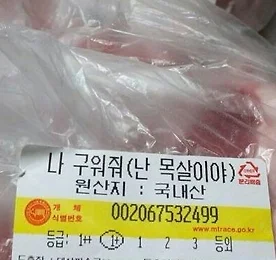 나 구워줘(난 목살이야)
원산지 : 국내산
개 체
식별번호
002067532499
www.mtrace.go.kr
등급: 1++ 1+ 1 2 3 등외